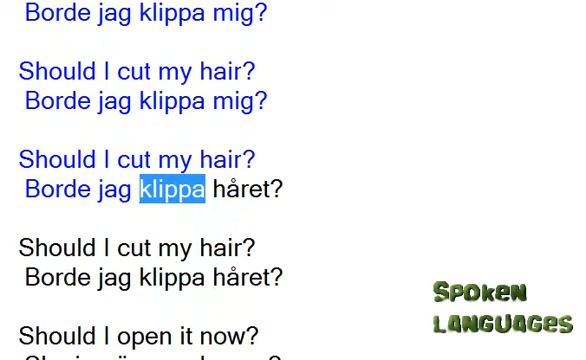 Borde jag klippa mig?
Should I cut my hair?
Borde jag klippa mig?
Should I cut my hair?
Borde jag klippa håret?
Should I cut my hair?
Borde jag klippa håret?
Should I open it now?
SPOKEN
LANGUAGES